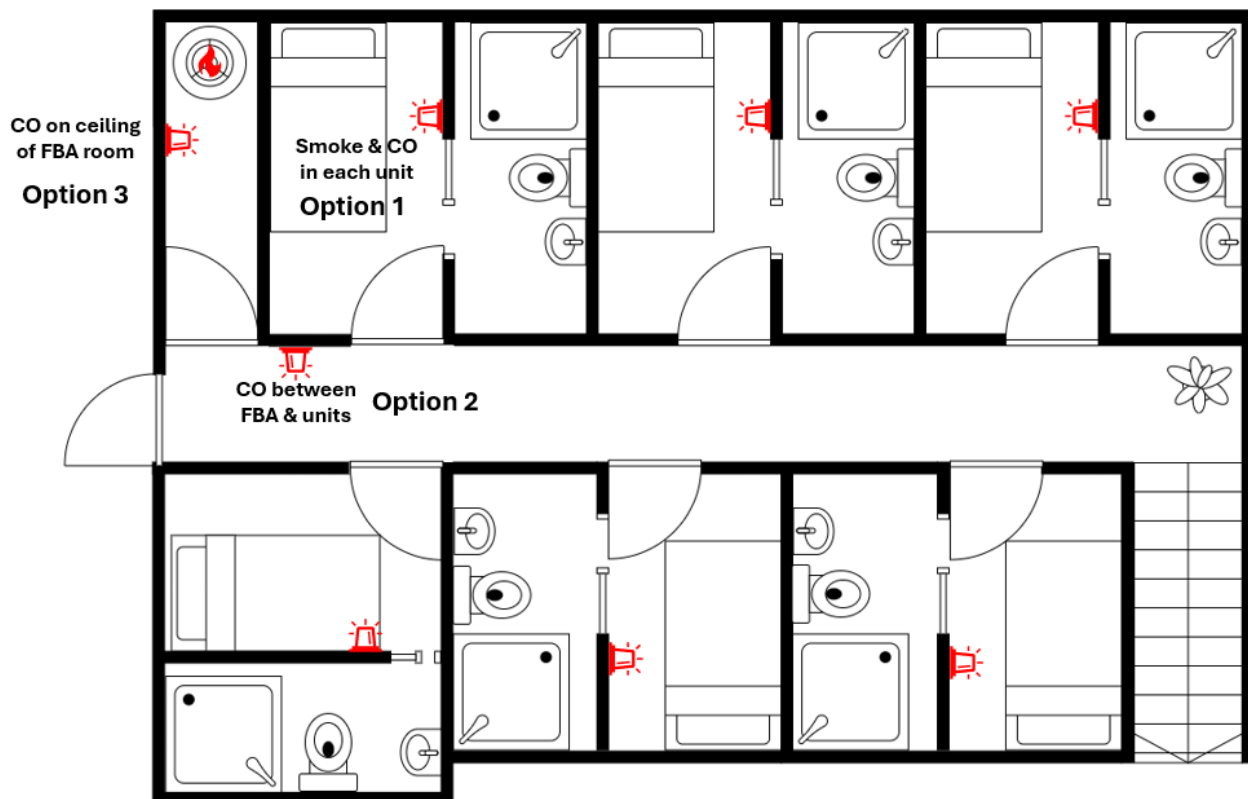 CO on ceiling
of FBA room
Option 3
Smoke & CO
in each unit
Option 1
CO between
FBA & units
Option 2